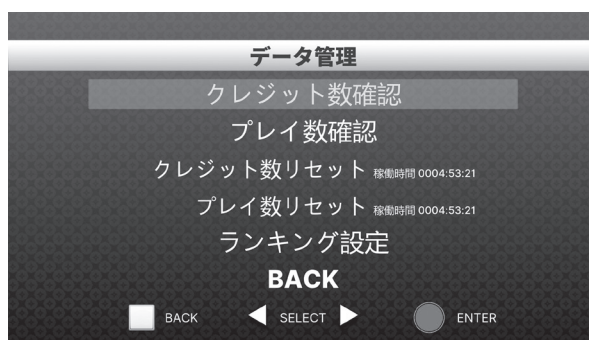 データ管理
クレジット数確認
プレイ数確認
クレジット数リセット 稼働時間 0004:53:21
プレイ数リセット 稼働時間 0004:53:21
ランキング設定
BACK
BACK SELECT ENTER